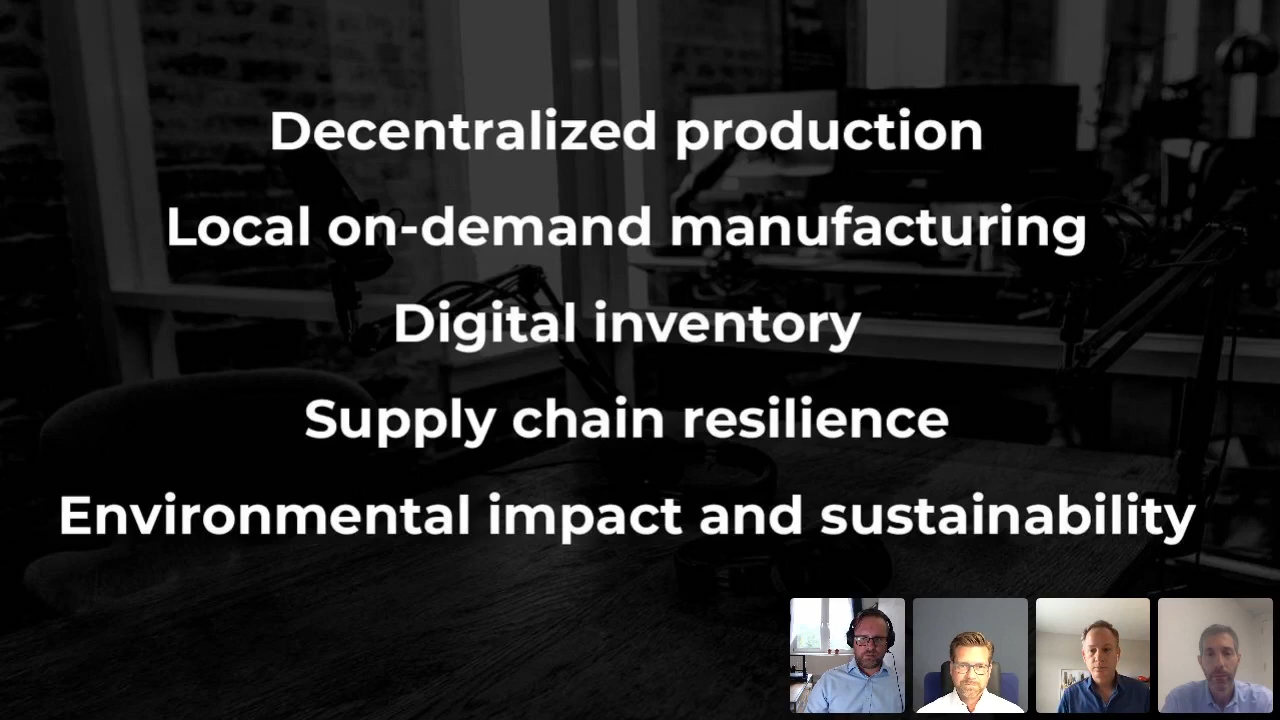 Decentralized production
Local on-demand manufacturing
Digital inventory
Supply chain resilience
Environmental impact and sustainability